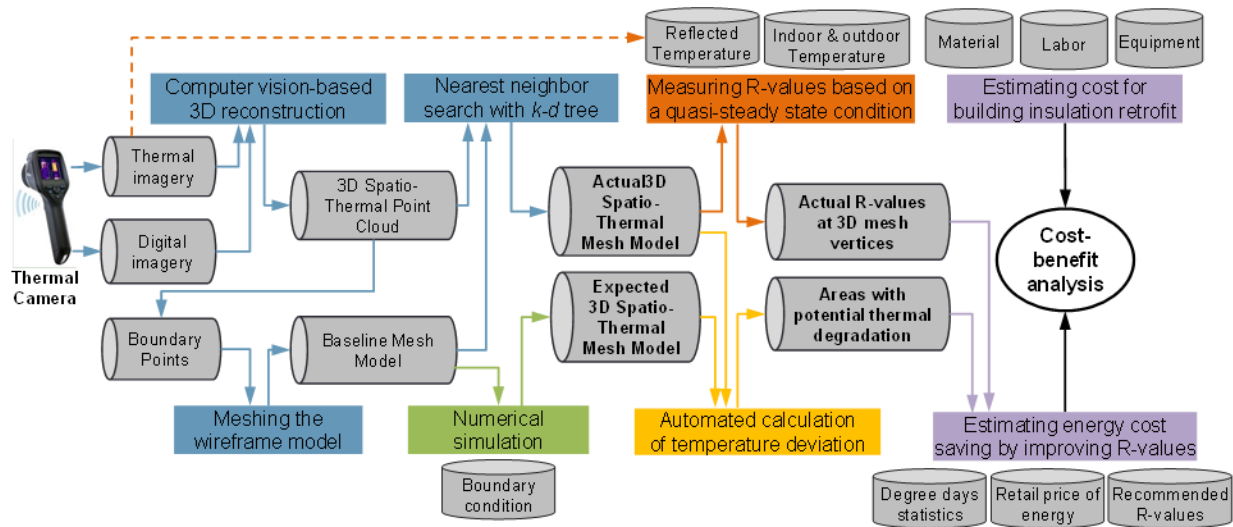 Reflected
Temperature
Indoor & outdoor
Temperature
Material
Labor
Equipment
Computer vision-based
3D reconstruction
Nearest neighbor
search with k-d tree
Measuring R-values based on
a quasi-steady state condition
Estimating cost for
building insulation retrofit
Thermal
imagery
3D Spatio-
Thermal Point
Cloud
Actual3D
Spatio-
Thermal
Mesh Model
Actual R-values
at 3D mesh
vertices
Digital
imagery
Thermal
Camera
Cost-
benefit
analysis
Boundary
Points
Baseline Mesh
Model
Expected
3D Spatio-
Thermal
Mesh Model
Areas with
potential thermal
degradation
Meshing the
wireframe model
Numerical
simulation
Automated calculation
of temperature deviation
Estimating energy cost
saving by improving R-values
Boundary
condition
Degree days
statistics
Retail price of
energy
Recommended
R-values